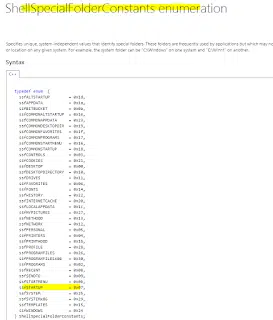 ShellSpecialFolderConstants enumeration
Specifies unique, system-independent values that identify special folders. These folders are frequently used by applications but which may not
or location on any given system. For example, the system folder can be "C:\Windows" on one system and "C:\Winnt" on another.
Syntax
C++
typedef enum {
ssfALTSTARTUP = 0x1d,
ssfAPPDATA = 0x1a,
ssfBITBUCKET = 0x0a,
ssfCOMMONALTSTARTUP = 0x1e,
ssfCOMMONAPPDATA = 0x23,
ssfCOMMONDESKTOPDIR = 0x19,
ssfCOMMONFAVORITES = 0x1f,
ssfCOMMONPROGRAMS = 0x17,
ssfCOMMONSTARTMENU = 0x16,
ssfCOMMONSTARTUP = 0x18,
ssfCONTROLS = 0x03,
ssfCOOKIES = 0x21,
ssfDESKTOP = 0x00,
ssfDESKTOPDIRECTORY = 0x10,
ssfDRIVES = 0x11,
ssfFAVORITES = 0x06,
ssfFONTS = 0x14,
ssfHISTORY = 0x22,
ssfINTERNETCACHE = 0x20,
ssfLOCALAPPDATA = 0x1c,
ssfMYPICTURES = 0x27,
ssfNETHOOD = 0x13,
ssfNETWORK = 0x12,
ssfPERSONAL = 0x05,
ssfPRINTERS = 0x04,
ssfPRINTHOOD = 0x1b,
ssfPROFILE = 0x28,
ssfPROGRAMFILES = 0x26,
ssfPROGRAMFILESx86 = 0x30,
ssfPROGRAMS = 0x02,
ssfRECENT = 0x08,
ssfSENDTO = 0x09,
ssfSTARTMENU = 0x0b,
ssfSTARTUP = 0x07,
ssfSYSTEM = 0x25,
ssfSYSTEMx86 = 0x29,
ssfTEMPLATES = 0x15,
ssfWINDOWS = 0x24
} ShellSpecialFolderConstants;